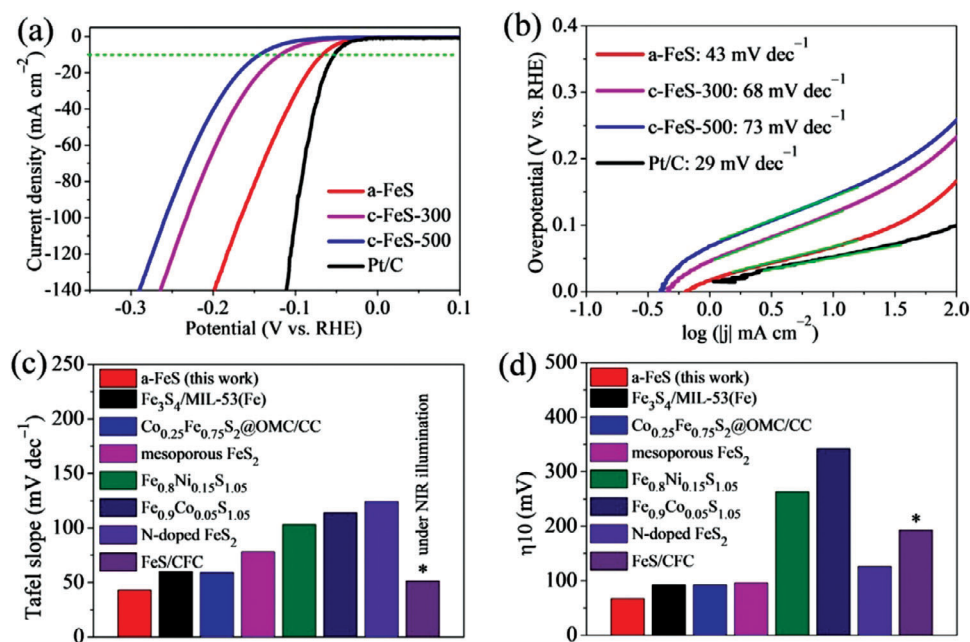 (a)
0
-20
-40
-60
-80
-100
-120
-140
Current density (mA cm⁻²)
a-FeS
c-FeS-300
c-FeS-500
Pt/C
-0.3 -0.2 -0.1 0.0 0.1
Potential (V vs. RHE)
(b)
a-FeS: 43 mV dec⁻¹
c-FeS-300: 68 mV dec⁻¹
c-FeS-500: 73 mV dec⁻¹
Pt/C: 29 mV dec⁻¹
0.4
0.2
0.1
0.0
Overpotential (V vs. RHE)
-1.0 -0.5 0.0 0.5 1.0 1.5 2.0
log (|j| mA cm⁻²)
(c)
250
200
150
100
50
0
Tafel slope (mV dec⁻¹)
a-FeS (this work)
Fe₃S₄/MIL-53(Fe)
Co₀.₂₅Fe₀.₇₅S₂@OMC/CC
mesoporous FeS₂
Fe₀.₈Ni₀.₁₅S₁.₀₅
Fe₀.₉Co₀.₀₅S₁.₀₅
N-doped FeS₂
FeS/CFC
* under NIR illumination
(d)
500
400
350
300
200
100
0
η10 (mV)
a-FeS (this work)
Fe₃S₄/MIL-53(Fe)
Co₀.₂₅Fe₀.₇₅S₂@OMC/CC
mesoporous FeS₂
Fe₀.₈Ni₀.₁₅S₁.₀₅
Fe₀.₉Co₀.₀₅S₁.₀₅
N-doped FeS₂
FeS/CFC
*